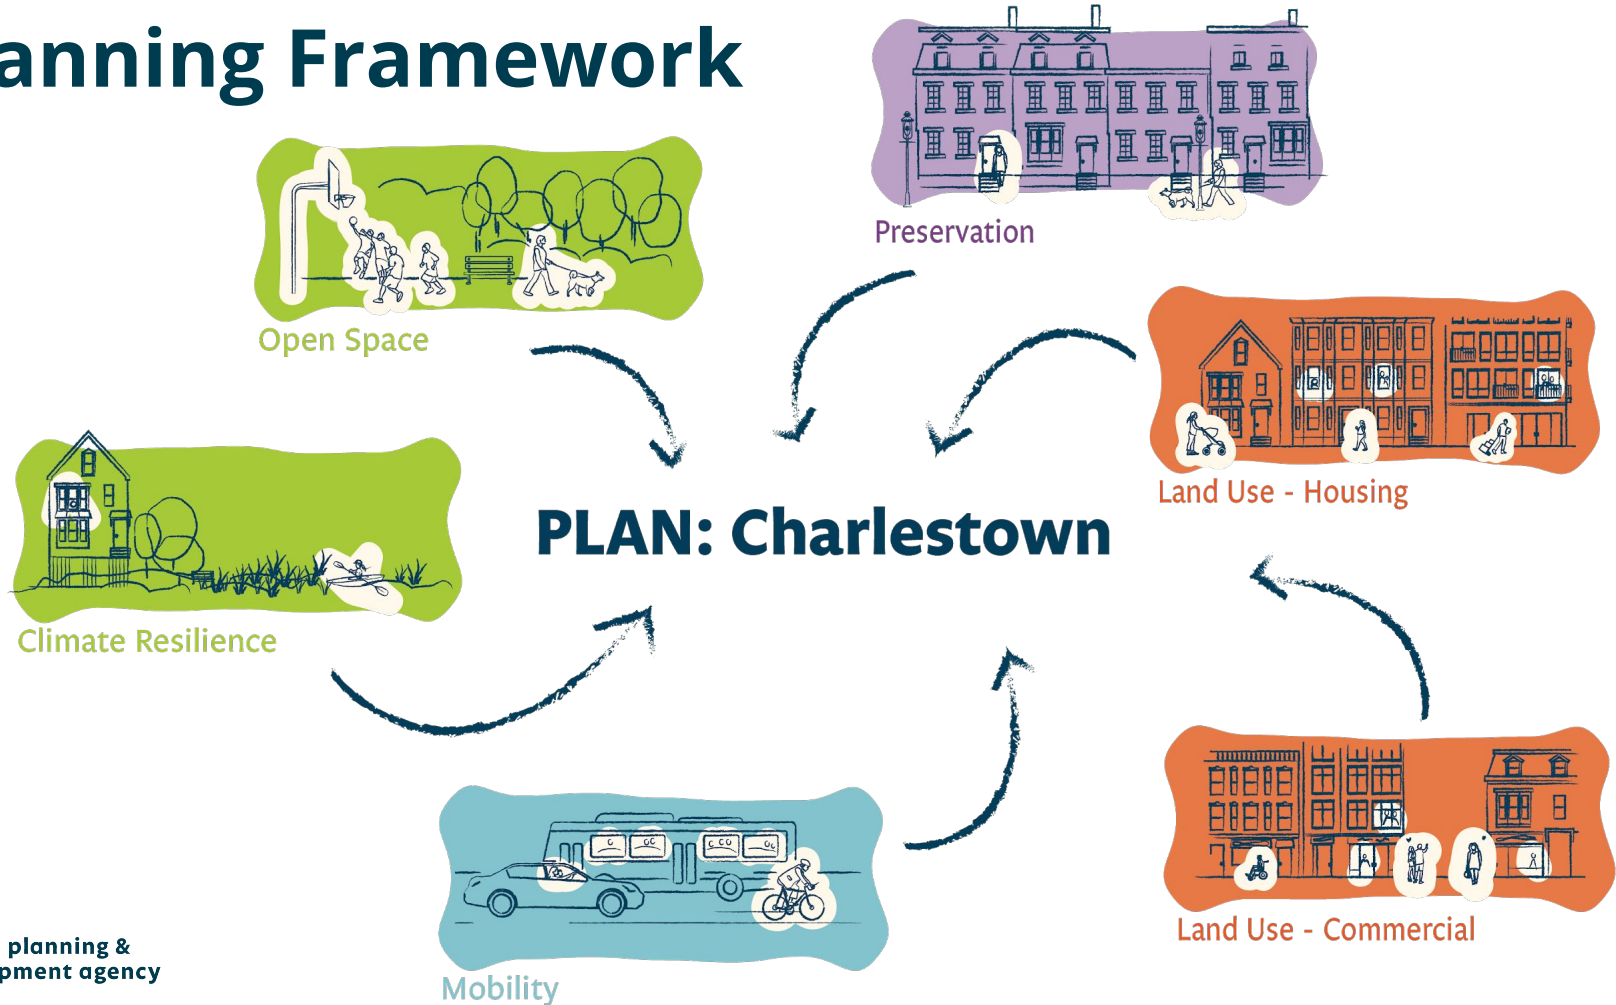 anning Framework
Preservation
Open Space
Land Use - Housing
PLAN: Charlestown
Climate Resilience
Land Use - Commercial
planning &
pment agency
Mobility